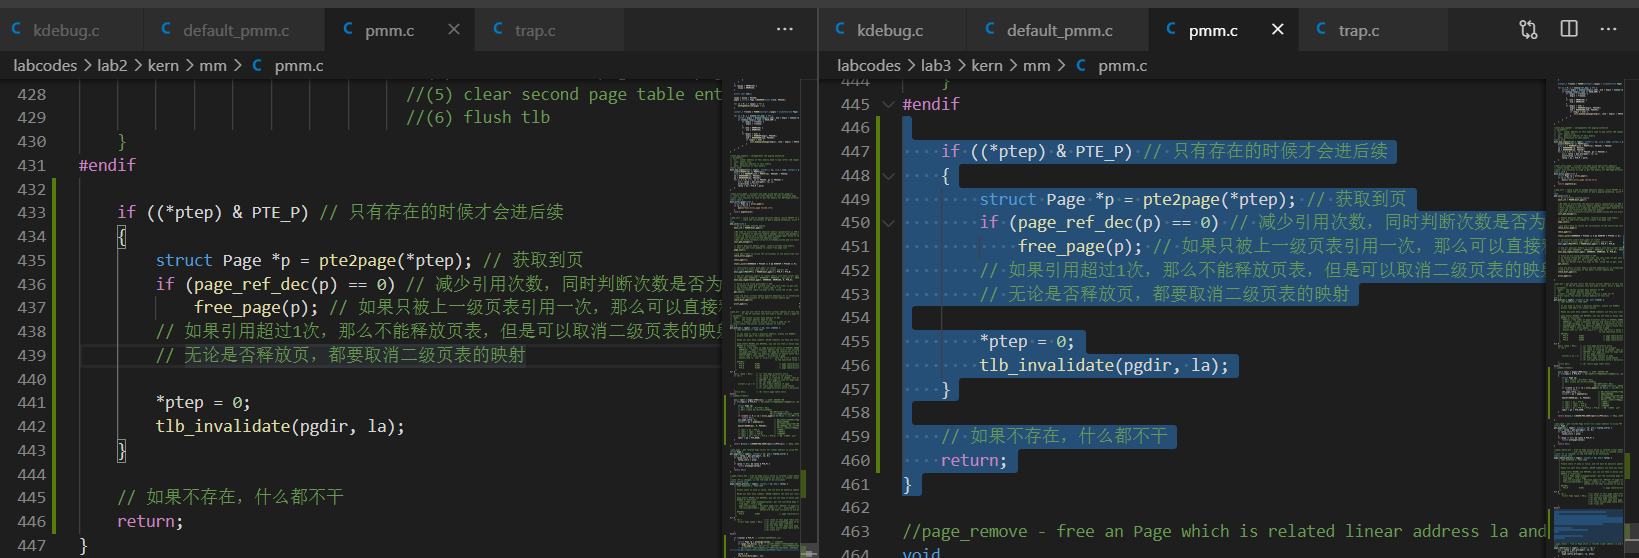 kdebug.c
default_pmm.c
pmm.c
trap.c
labcodes > lab2 > kern > mm > C pmm.c
428 //(5) clear second page table ent
429 //(6) flush tlb
430 }
431 #endif
432
433 if ((*ptep) & PTE_P) // 只有存在的时候才会进后续
434 {
435 struct Page *p = pte2page(*ptep); // 获取到页
436 if (page_ref_dec(p) == 0) // 减少引用次数，同时判断次数是否为
437 free_page(p); // 如果只被上一级页表引用一次，那么可以直接
438 // 如果引用超过1次，那么不能释放页表，但是可以取消二级页表的映
439 // 无论是否释放页，都要取消二级页表的映射
440
441 *ptep = 0;
442 tlb_invalidate(pgdir, la);
443 }
444
445 // 如果不存在，什么都不干
446 return;
447 }
kdebug.c
default_pmm.c
pmm.c
trap.c
labcodes > lab3 > kern > mm > C pmm.c
444 }
445 #endif
446
447 if ((*ptep) & PTE_P) // 只有存在的时候才会进后续
448 {
449 struct Page *p = pte2page(*ptep); // 获取到页
450 if (page_ref_dec(p) == 0) // 减少引用次数，同时判断次数是否为
451 free_page(p); // 如果只被上一级页表引用一次，那么可以直接
452 // 如果引用超过1次，那么不能释放页表，但是可以取消二级页表的映
453 // 无论是否释放页，都要取消二级页表的映射
454
455 *ptep = 0;
456 tlb_invalidate(pgdir, la);
457 }
458
459 // 如果不存在，什么都不干
460 return;
461 }
462
463 //page_remove - free an Page which is related linear address la and
464 void